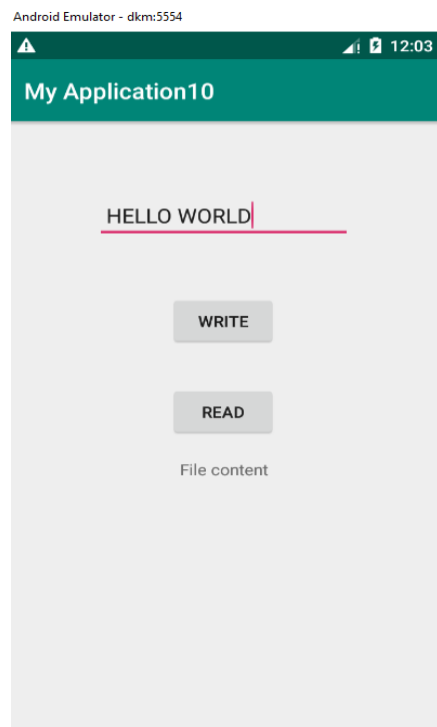 Android Emulator - dkm:5554
12:03
My Application10
HELLO WORLD
WRITE
READ
File content